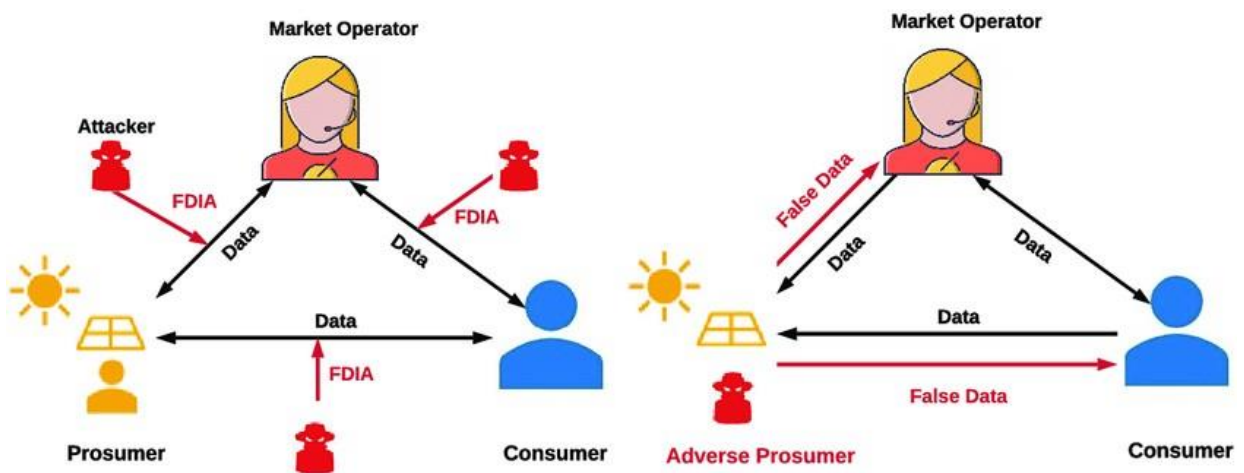 Market Operator
Attacker
FDIA
Data
FDIA
Data
Data
FDIA
Prosumer
Consumer
Market Operator
False Data
Data
Data
Data
False Data
Adverse Prosumer
Consumer